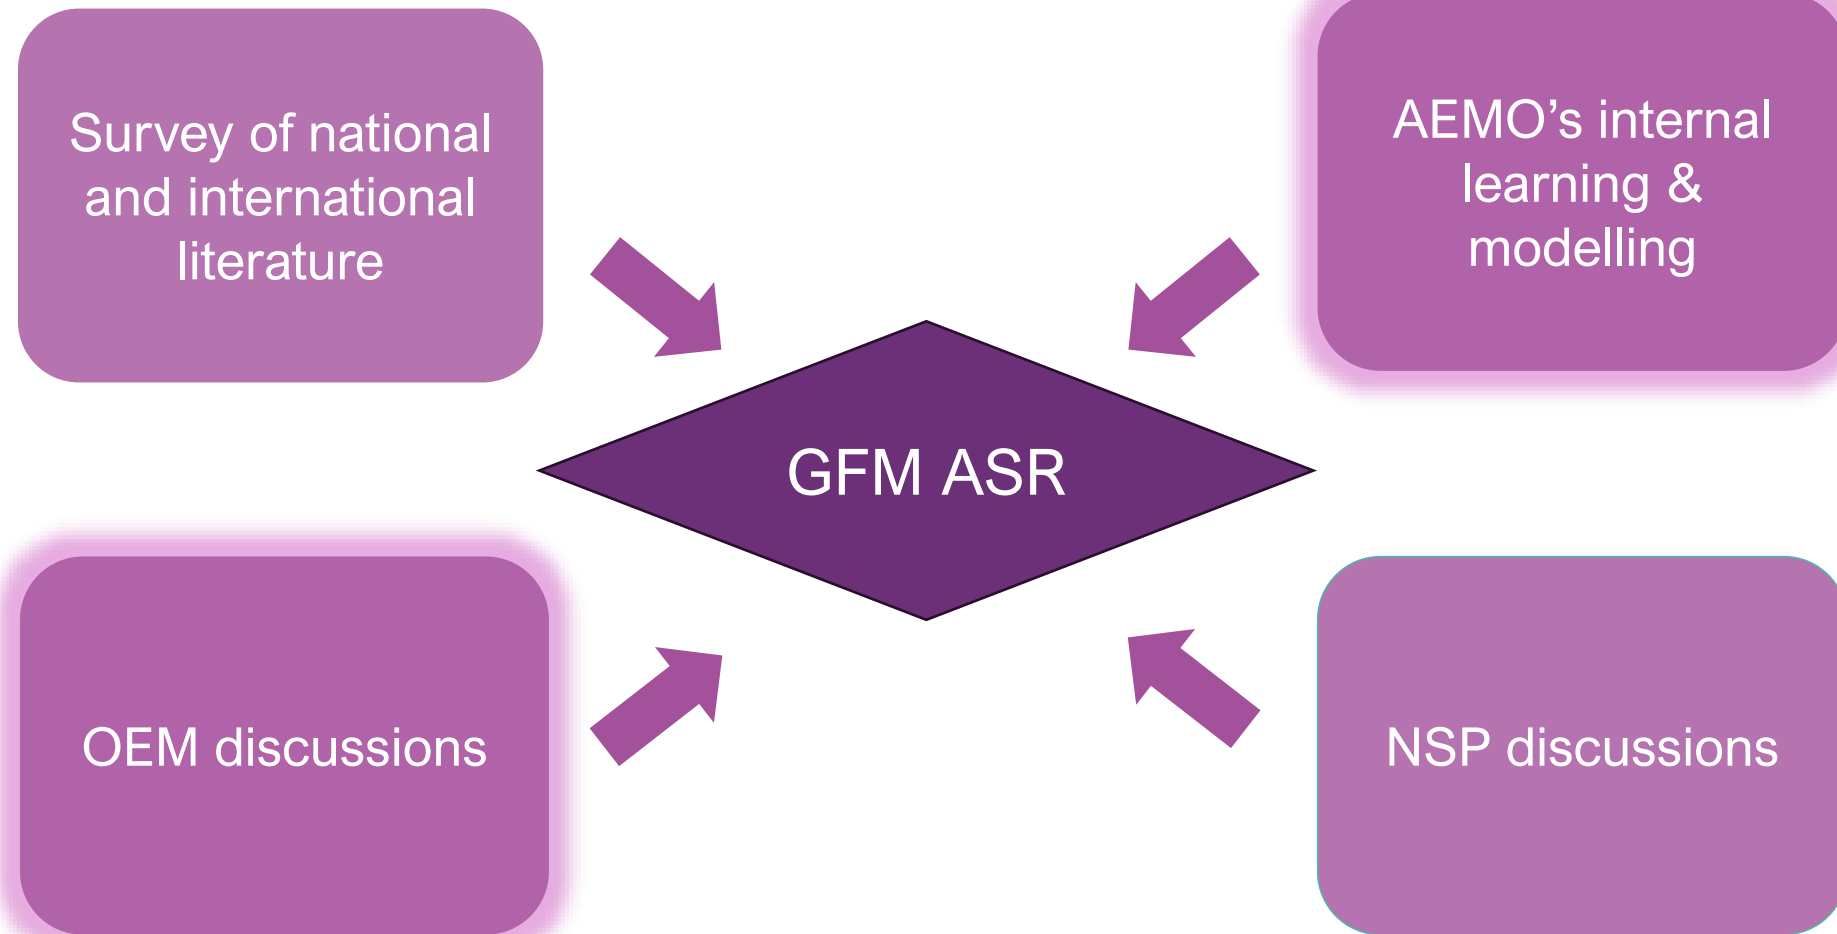 Survey of national
and international
literature
AEMO’s internal
learning &
modelling
GFM ASR
OEM discussions
NSP discussions